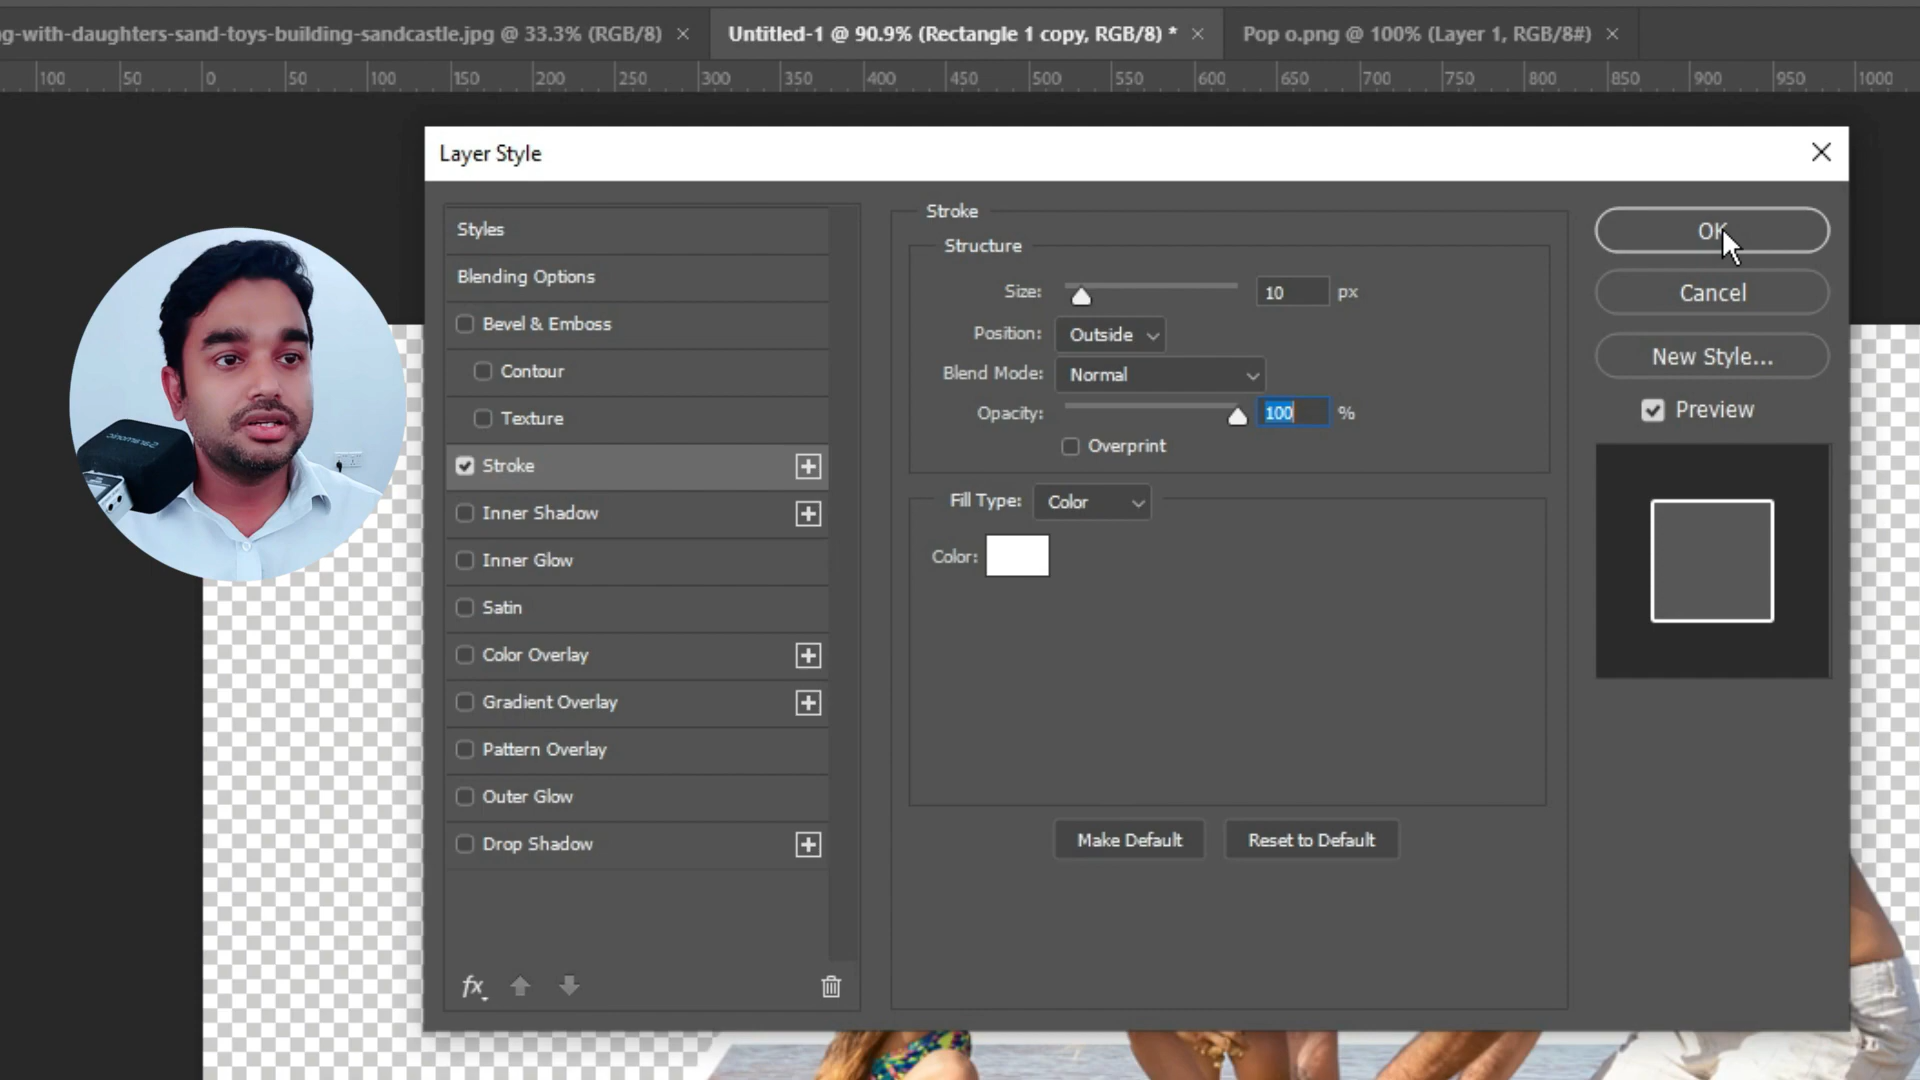 g-with-daughters-sand-toys-building-sandcastle.jpg @ 33.3% (RGB/8) ×
Untitled-1 @ 90.9% (Rectangle 1 copy, RGB/8) * ×
Pop o.png @ 100% (Layer 1, RGB/8#) ×
100 50 0 50 100 150 200 250 300 350 400 450 500 550 600 650 700 750 800 850 900 950 1000
Layer Style
Styles
Blending Options
Bevel & Emboss
Contour
Texture
Stroke
Inner Shadow
Inner Glow
Satin
Color Overlay
Gradient Overlay
Pattern Overlay
Outer Glow
Drop Shadow
fx
Stroke
Structure
Size: 10 px
Position: Outside
Blend Mode: Normal
Opacity: 100 %
Overprint
Fill Type: Color
Color:
Make Default
Reset to Default
OK
Cancel
New Style...
Preview